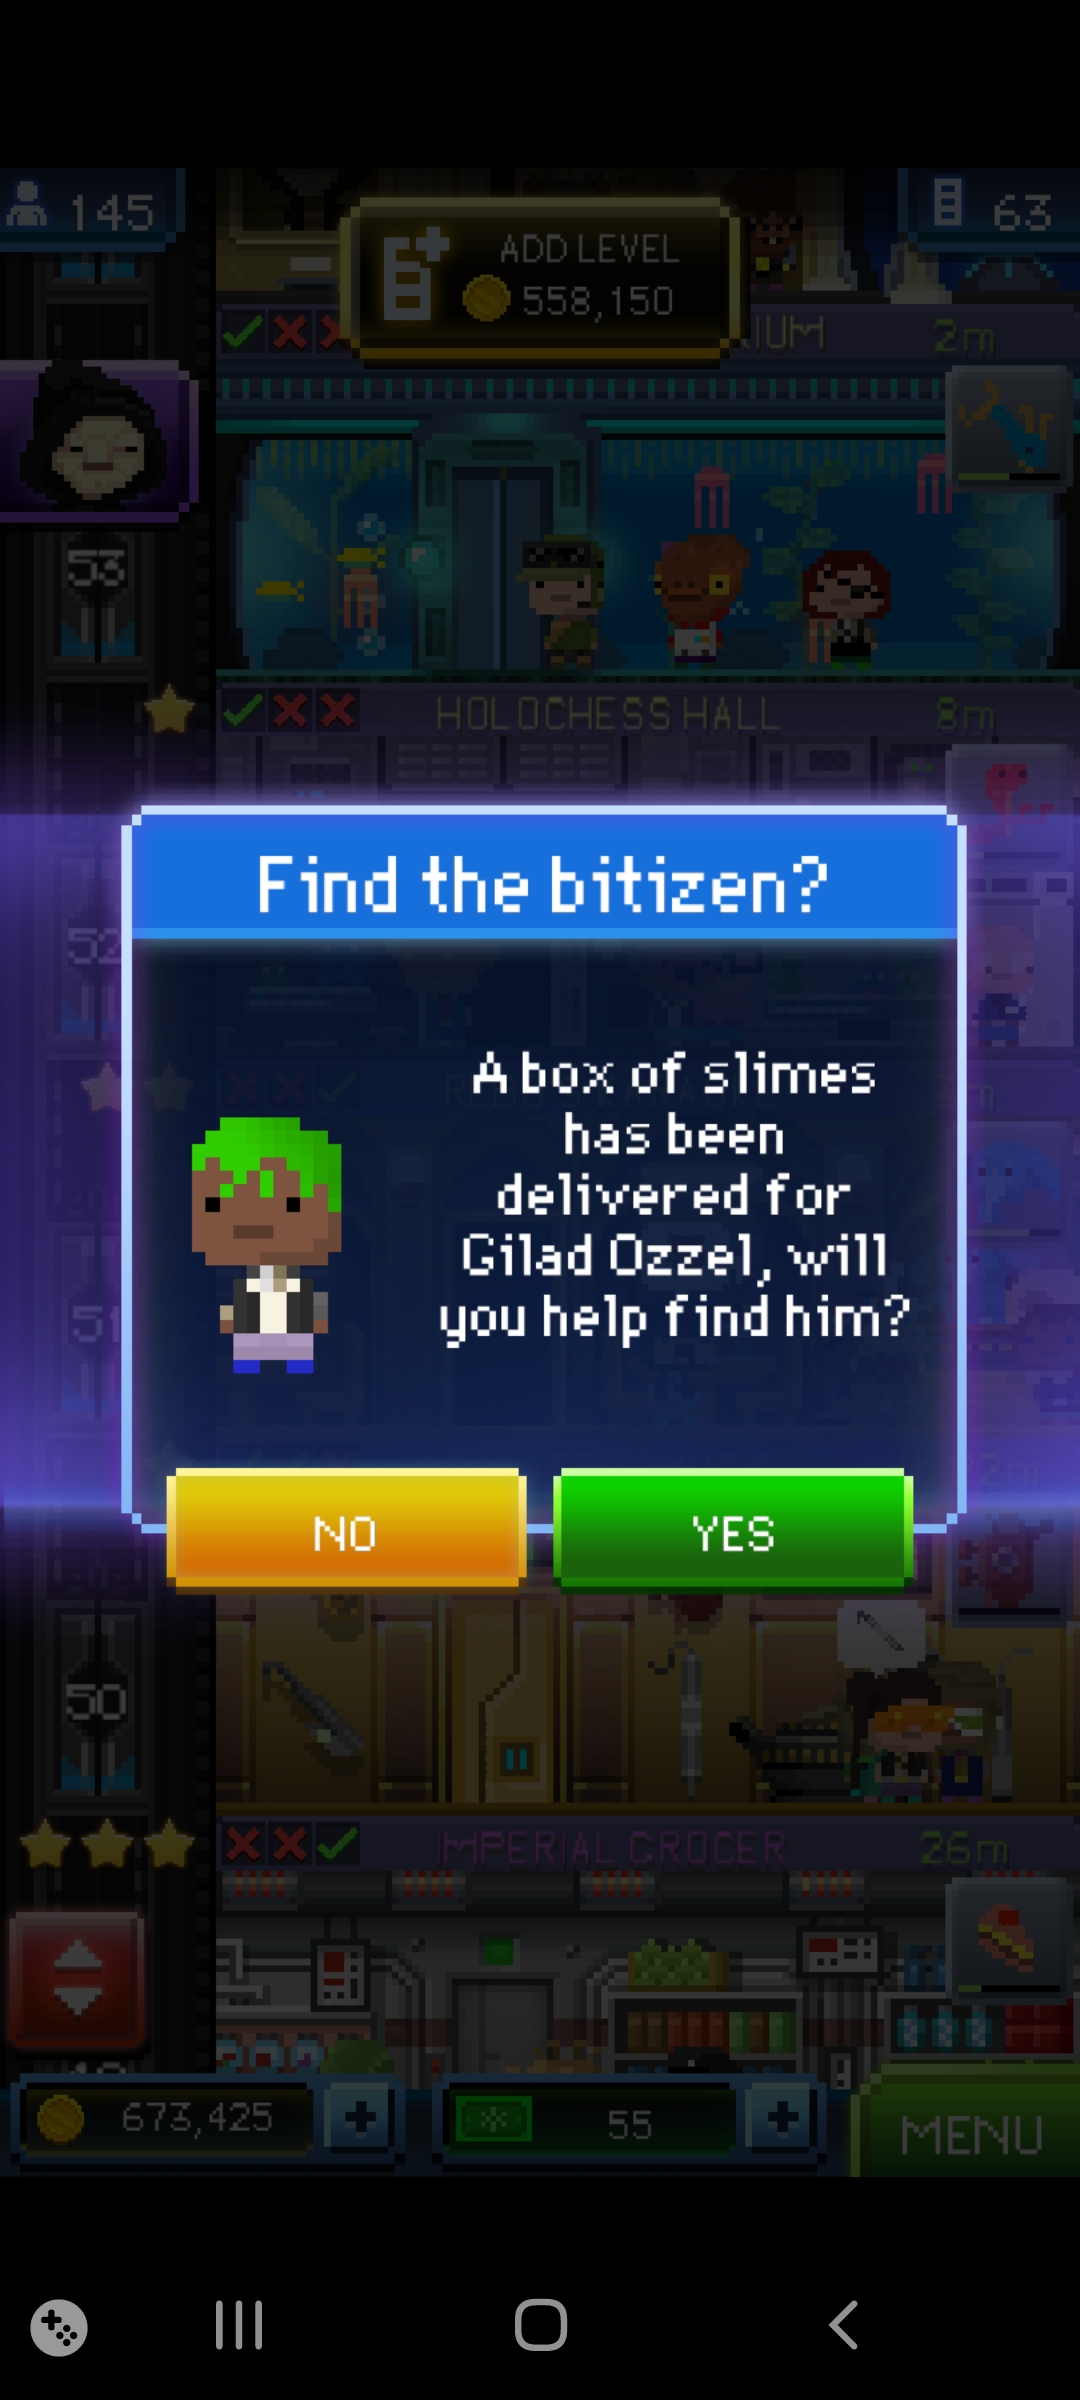 145
63
ADD LEVEL
558,150
RIUM 2m
53
HOLOCHESS HALL 8m
Find the bitizen?
52
A box of slimes
has been
delivered for
Gilad Ozzel, will
you help find him?
51
NO
YES
50
IMPERIAL GROCER 26m
673,425
55
MENU